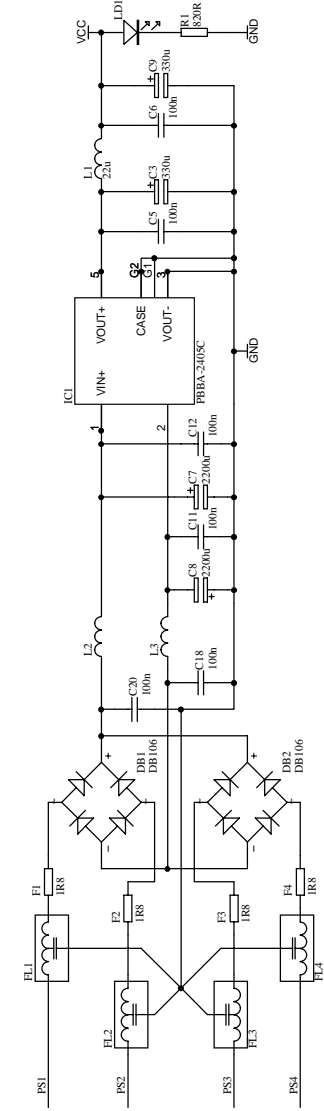 PS1
PS2
PS3
PS4
FL1
FL2
FL3
FL4
F1
1R8
F2
1R8
F3
1R8
F4
1R8
DB1
DB106
DB2
DB106
+
-
+
-
C20
100n
L2
L3
C18
100n
C8
2200u
+
C11
100n
C7
2200u
+
C12
100n
1
2
IC1
VIN+
VOUT+
CASE
VOUT-
PBBA-2405C
5
G2
G1
3
GND
C5
100n
C3
330u
+
L1
22u
C6
100n
C9
330u
+
VCC
LD1
R1
820R
GND